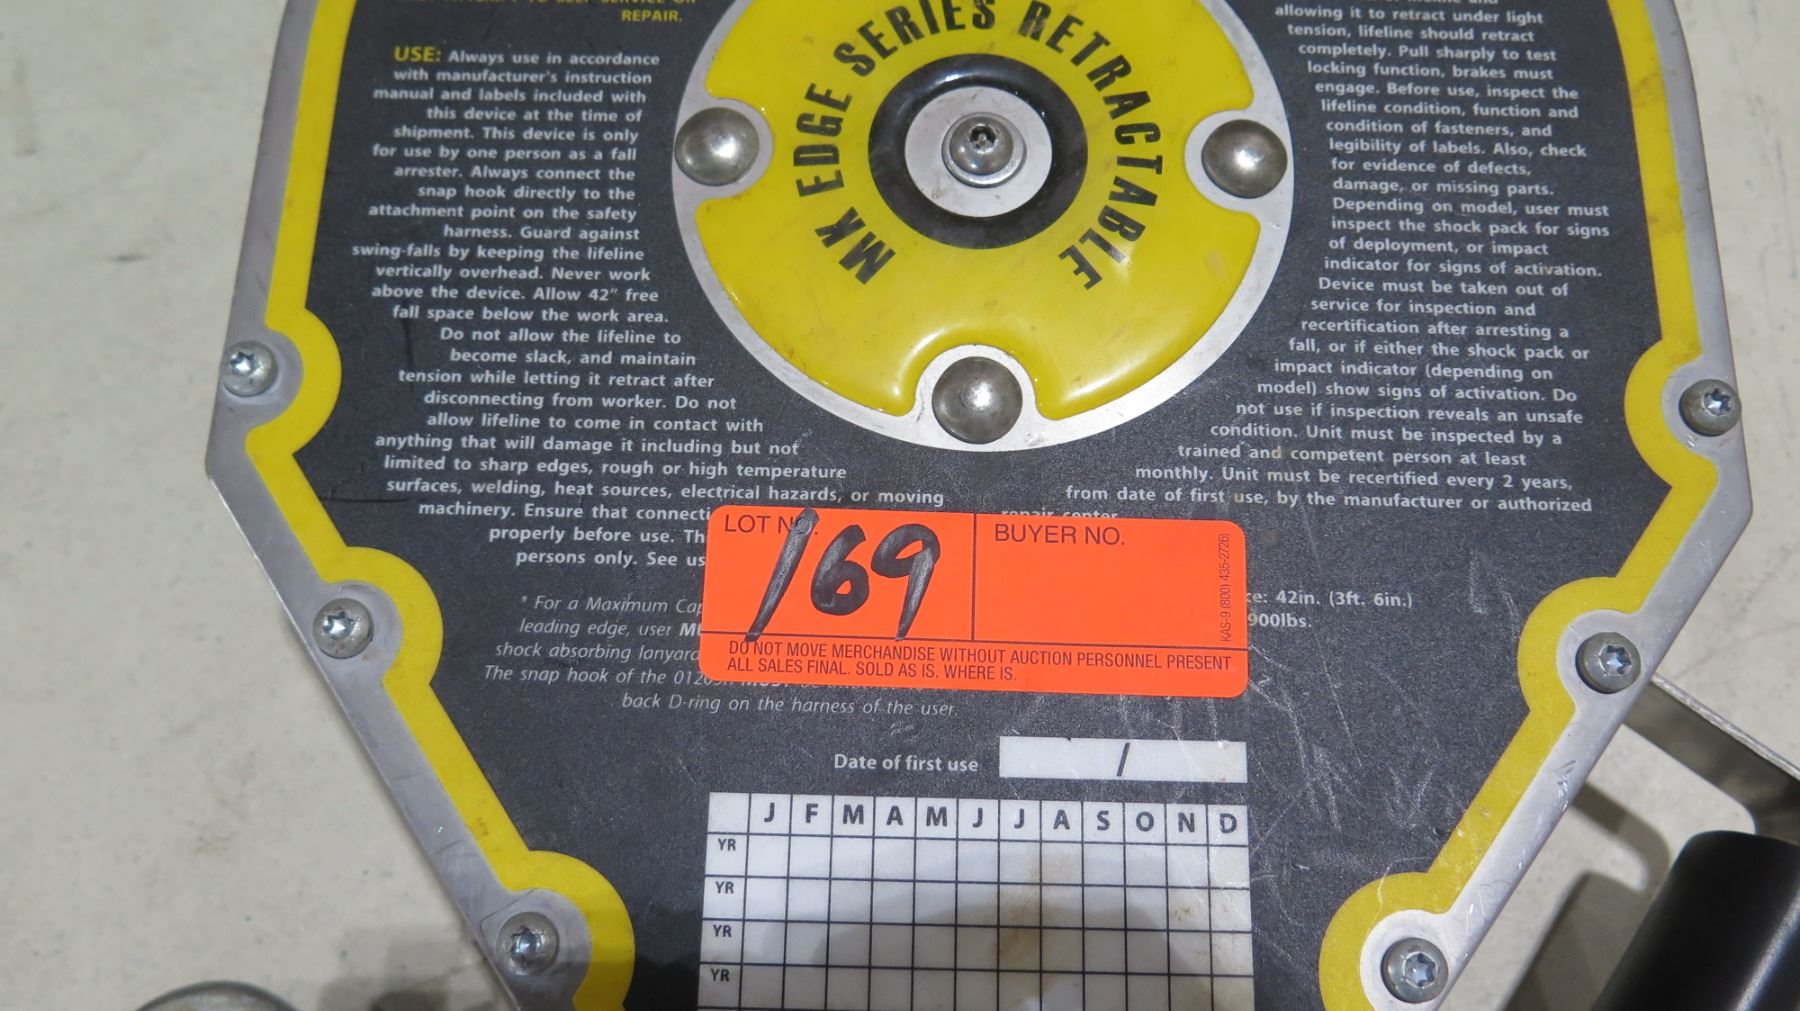 REPAIR.
USE: Always use in accordance
with manufacturer's instruction
manual and labels included with
this device at the time of
shipment. This device is only
for use by one person as a fall
arrester. Always connect the
snap hook directly to the
attachment point on the safety
harness. Guard against
swing-falls by keeping the lifeline
vertically overhead. Never work
above the device. Allow 42" free
fall space below the work area.
Do not allow the lifeline to
become slack, and maintain
tension while letting it retract after
disconnecting from worker. Do not
allow lifeline to come in contact with
anything that will damage it including but not
limited to sharp edges, rough or high temperature
surfaces, welding, heat sources, electrical hazards, or moving
machinery. Ensure that connecti
properly before use. Th
persons only. See us
* For a Maximum Cap
leading edge, user
shock absorbing lanyard
The snap hook of the
back D-ring on the harness of the user.
MK EDGE SERIES RETRACTABLE
allowing it to retract under light
tension, lifeline should retract
completely. Pull sharply to test
locking function, brakes must
engage. Before use, inspect the
lifeline condition, function and
condition of fasteners, and
legibility of labels. Also, check
for evidence of defects,
damage, or missing parts.
Depending on model, user must
inspect the shock pack for signs
of deployment, or impact
indicator for signs of activation.
Device must be taken out of
service for inspection and
recertification after arresting a
fall, or if either the shock pack or
impact indicator (depending on
model) show signs of activation. Do
not use if inspection reveals an unsafe
condition. Unit must be inspected by a
trained and competent person at least
monthly. Unit must be recertified every 2 years,
from date of first use, by the manufacturer or authorized
repair center
ce: 42in. (3ft. 6in.)
900lbs.
LOT NO. 169
BUYER NO.
KAS-9 (800) 435-2726)
DO NOT MOVE MERCHANDISE WITHOUT AUCTION PERSONNEL PRESENT
ALL SALES FINAL. SOLD AS IS. WHERE IS.
Date of first use /
J F M A M J J A S O N D
YR
YR
YR
YR